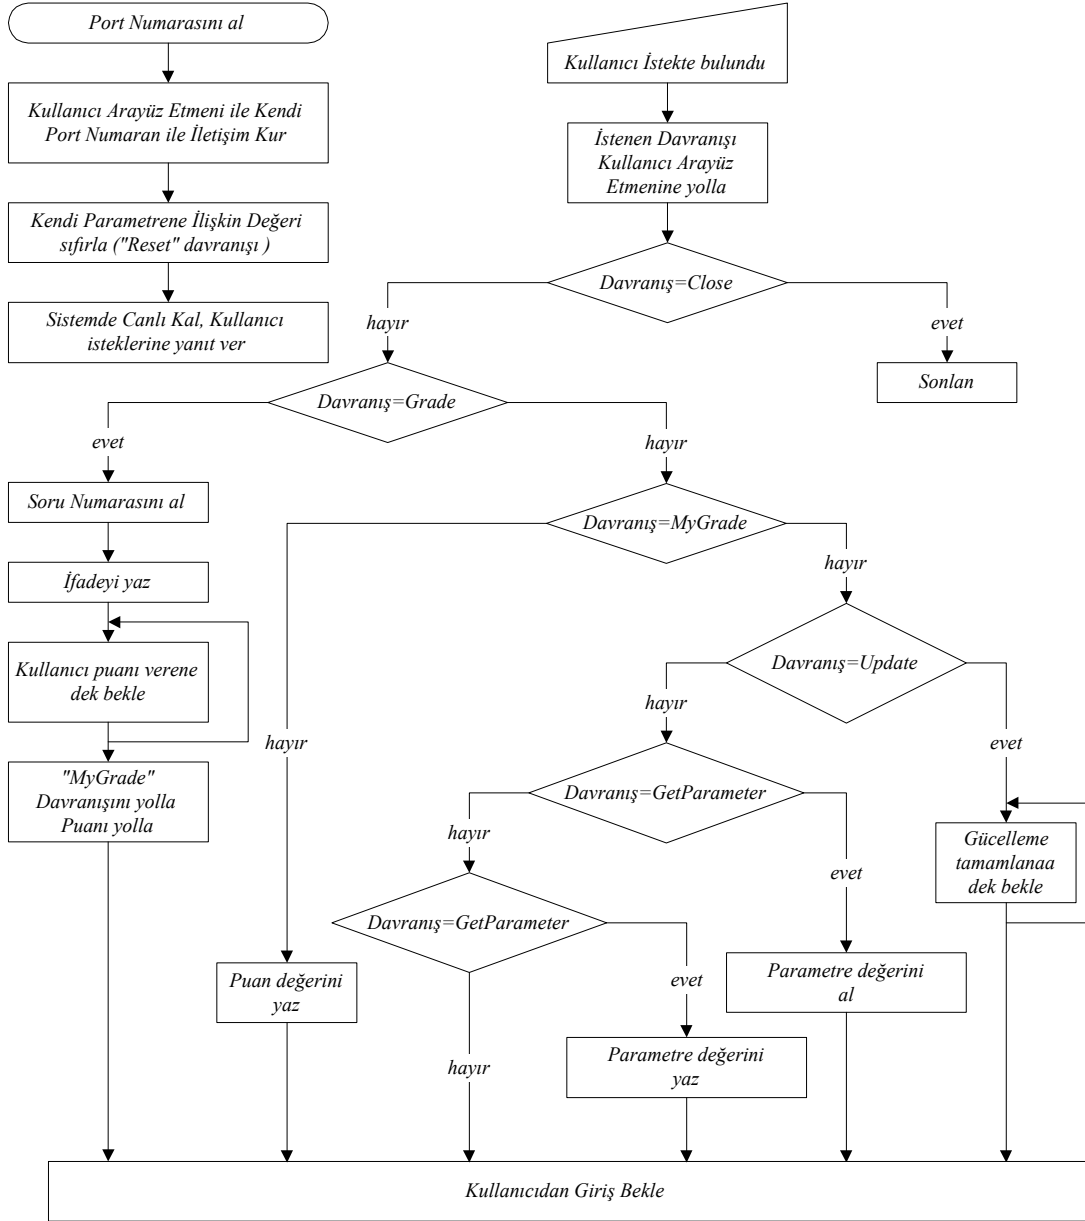 Port Numarasını al
Kullanıcı Arayüz Etmeni ile Kendi
Port Numaran ile İletişim Kur
Kendi Parametrene İlişkin Değeri
sıfırla ("Reset" davranışı )
Sistemde Canlı Kal, Kullanıcı
isteklerine yanıt ver
Kullanıcı İstekte bulundu
İstenen Davranışı
Kullanıcı Arayüz
Etmenine yolla
Davranış=Close
hayır
evet
Sonlan
Davranış=Grade
evet
hayır
Soru Numarasını al
İfadeyi yaz
Kullanıcı puanı verene
dek bekle
"MyGrade"
Davranışını yolla
Puanı yolla
Davranış=MyGrade
hayır
hayır
Puan değerini
yaz
Davranış=Update
hayır
evet
Gücelleme
tamamlanaa
dek bekle
Davranış=GetParameter
hayır
evet
Parametre değerini
al
Davranış=GetParameter
hayır
evet
Parametre değerini
yaz
Kullanıcıdan Giriş Bekle